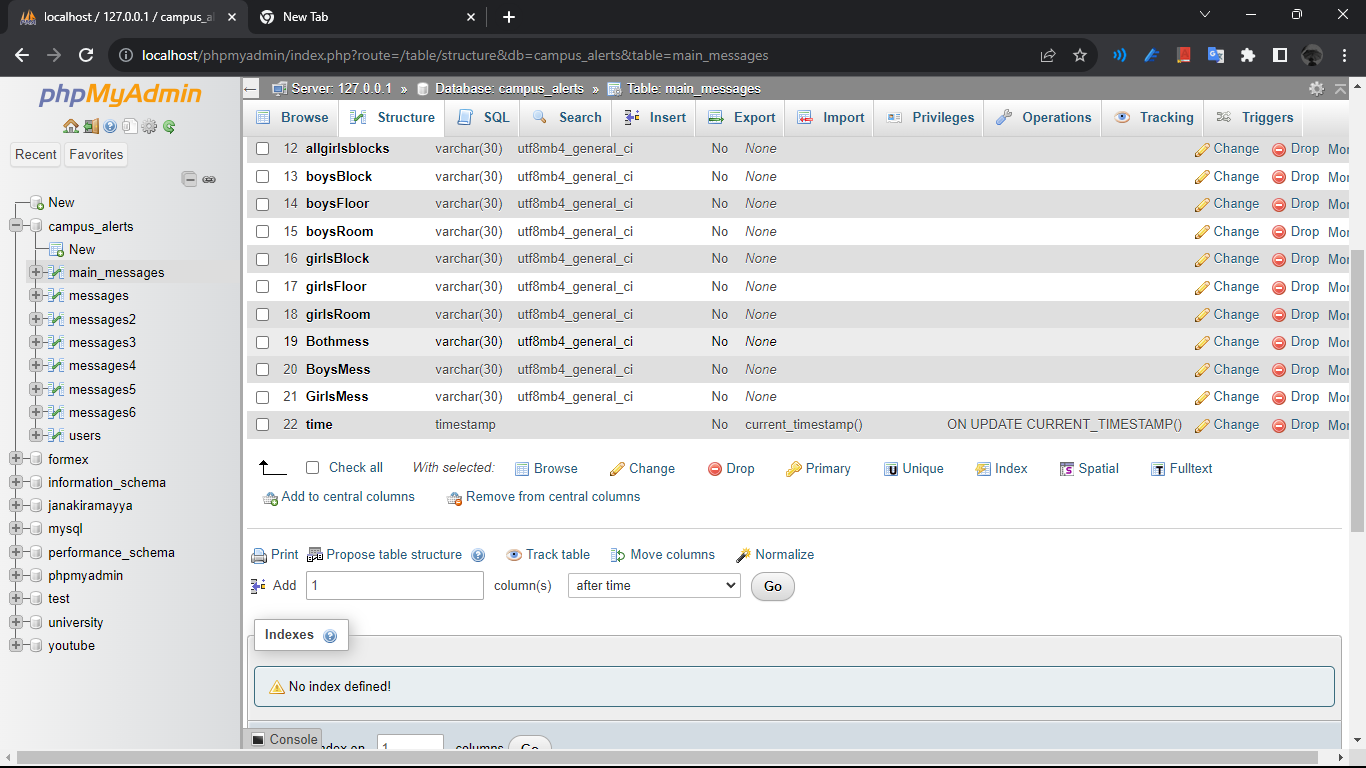 localhost / 127.0.0.1 / campus_al
New Tab
localhost/phpmyadmin/index.php?route=/table/structure&db=campus_alerts&table=main_messages
phpMyAdmin
Recent Favorites
New
campus_alerts
New
main_messages
messages
messages2
messages3
messages4
messages5
messages6
users
formex
information_schema
janakiramayya
mysql
performance_schema
phpmyadmin
test
university
youtube
Server: 127.0.0.1 » Database: campus_alerts » Table: main_messages
Browse Structure SQL Search Insert Export Import Privileges Operations Tracking Triggers
12 allgirlsblocks varchar(30) utf8mb4_general_ci No None Change Drop Mor
13 boysBlock varchar(30) utf8mb4_general_ci No None Change Drop Mor
14 boysFloor varchar(30) utf8mb4_general_ci No None Change Drop Mor
15 boysRoom varchar(30) utf8mb4_general_ci No None Change Drop Mor
16 girlsBlock varchar(30) utf8mb4_general_ci No None Change Drop Mor
17 girlsFloor varchar(30) utf8mb4_general_ci No None Change Drop Mor
18 girlsRoom varchar(30) utf8mb4_general_ci No None Change Drop Mor
19 Bothmess varchar(30) utf8mb4_general_ci No None Change Drop Mor
20 BoysMess varchar(30) utf8mb4_general_ci No None Change Drop Mor
21 GirlsMess varchar(30) utf8mb4_general_ci No None Change Drop Mor
22 time timestamp No current_timestamp() ON UPDATE CURRENT_TIMESTAMP() Change Drop Mor
Check all With selected: Browse Change Drop Primary Unique Index Spatial Fulltext
Add to central columns Remove from central columns
Print Propose table structure Track table Move columns Normalize
Add 1 column(s) after time Go
Indexes
No index defined!
Console
ndex on 1 columns Go